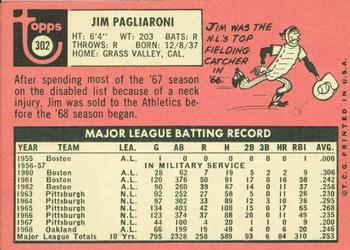 topps
302
JIM PAGLIARONI
HT: 6'4" WT: 203 BATS: R
THROWS: R BORN: 12/8/37
HOME: GRASS VALLEY, CAL.
JIM WAS THE
N.L'S TOP
FIELDING
CATCHER
IN '66.
After spending most of the '67 season
on the disabled list because of a neck
injury, Jim was sold to the Athletics be-
fore the '68 season began.
MAJOR LEAGUE BATTING RECORD
YEAR TEAM LEA. G AB R H 2B 3B HR RBI AVG.
1955 Boston A.L. 1 0 0 0 0 0 0 1 .000
1956-57 IN MILITARY SERVICE
1960 Boston A.L. 28 62 7 19 5 2 2 9 .306
1961 Boston A.L. 120 376 50 91 17 0 16 58 .242
1962 Boston A.L. 90 260 39 67 14 0 11 37 .258
1963 Pittsburgh N.L. 92 252 27 58 5 0 11 26 .230
1964 Pittsburgh N.L. 97 302 33 89 12 3 10 36 .295
1965 Pittsburgh N.L. 134 403 42 108 15 0 17 65 .268
1966 Pittsburgh N.L. 123 374 37 88 20 0 11 49 .235
1967 Pittsburgh N.L. 44 100 4 20 1 1 0 9 .200
1968 Oakland A.L. 66 199 19 49 4 0 6 20 .246
Major League Totals 10 Yrs. 795 2328 258 589 93 6 84 310 .253
© T.C.G. PRINTED IN U.S.A.